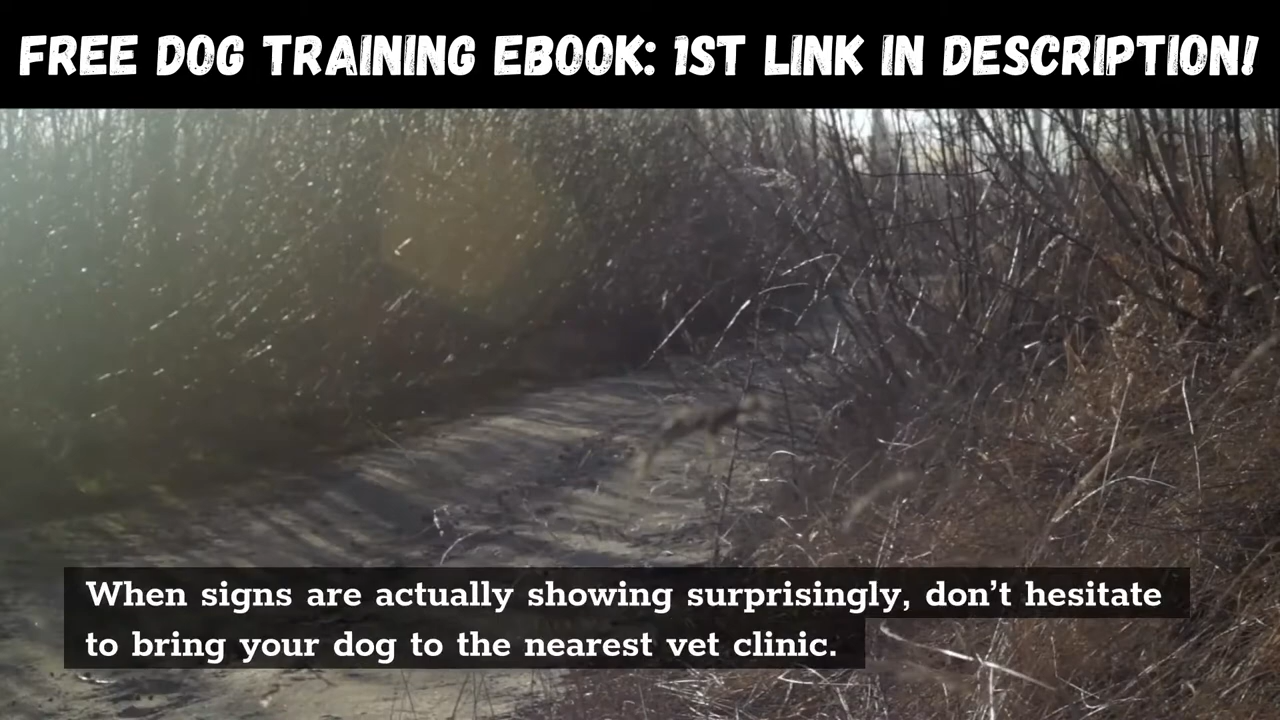 FREE DOG TRAINING EBOOK: 1ST LINK IN DESCRIPTION!
When signs are actually showing surprisingly, don’t hesitate
to bring your dog to the nearest vet clinic.